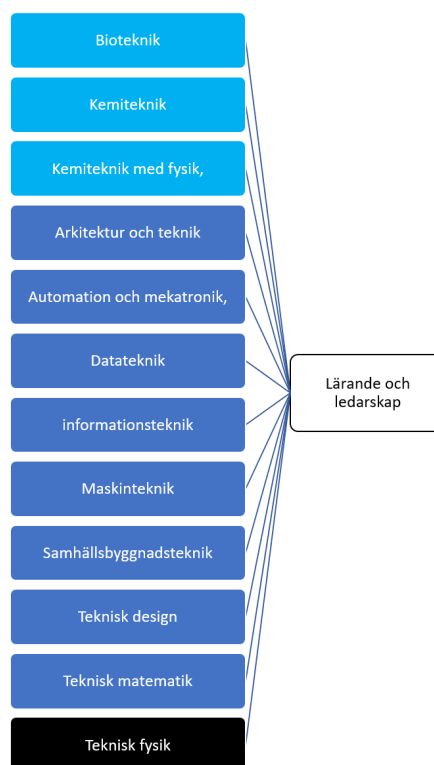 Bioteknik
Kemiteknik
Kemiteknik med fysik,
Arkitektur och teknik
Automation och mekatronik,
Datateknik
informationsteknik
Maskinteknik
Samhällsbyggnadsteknik
Teknisk design
Teknisk matematik
Teknisk fysik
Lärande och
ledarskap